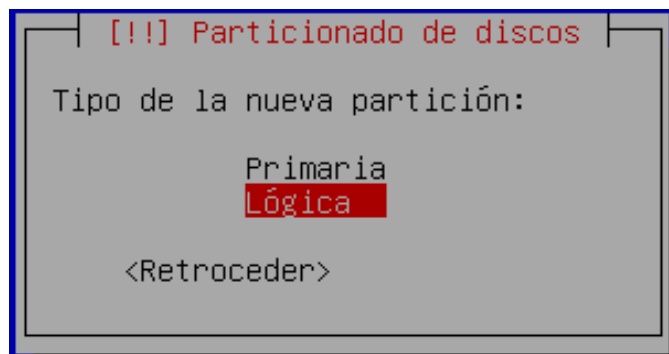 [!!] Particionado de discos
Tipo de la nueva partición:
Primaria
Lógica
<Retroceder>